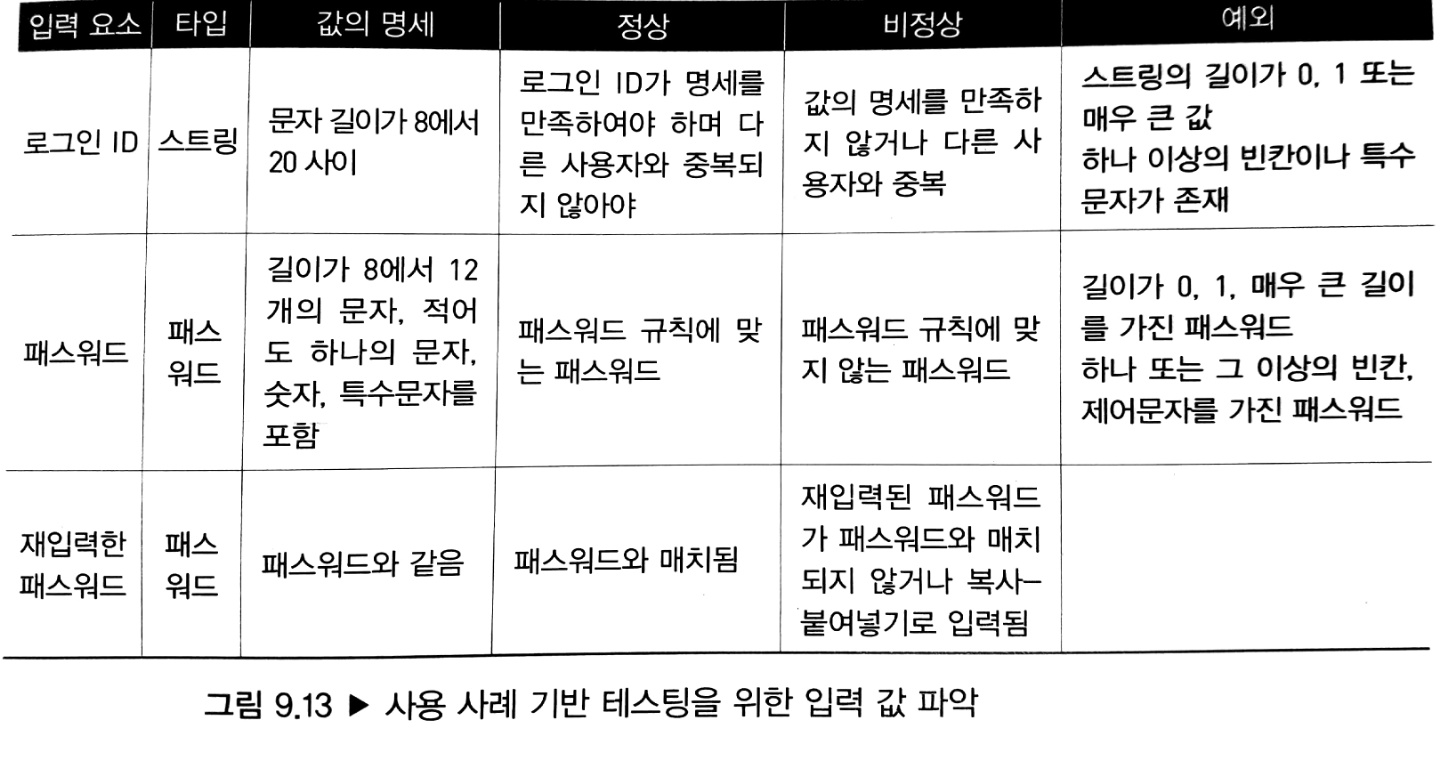 입력 요소 타입 값의 명세 정상 비정상 예외
로그인 ID
스트링
문자 길이가 8에서
20 사이
로그인 ID가 명세를
만족하여야 하며 다
른 사용자와 중복되
지 않아야
값의 명세를 만족하
지 않거나 다른 사
용자와 중복
스트링의 길이가 0, 1 또는
매우 큰 값
하나 이상의 빈칸이나 특수
문자가 존재
패스워드
패스
워드
길이가 8에서 12
개의 문자, 적어
도 하나의 문자,
숫자, 특수문자를
포함
패스워드 규칙에 맞
는 패스워드
패스워드 규칙에 맞
지 않는 패스워드
길이가 0, 1, 매우 큰 길이
를 가진 패스워드
하나 또는 그 이상의 빈칸,
제어문자를 가진 패스워드
재입력한
패스워드
패스
워드
패스워드와 같음
패스워드와 매치됨
재입력된 패스워드
가 패스워드와 매치
되지 않거나 복사–
붙여넣기로 입력됨
그림 9.13 ▶ 사용 사례 기반 테스팅을 위한 입력 값 파악